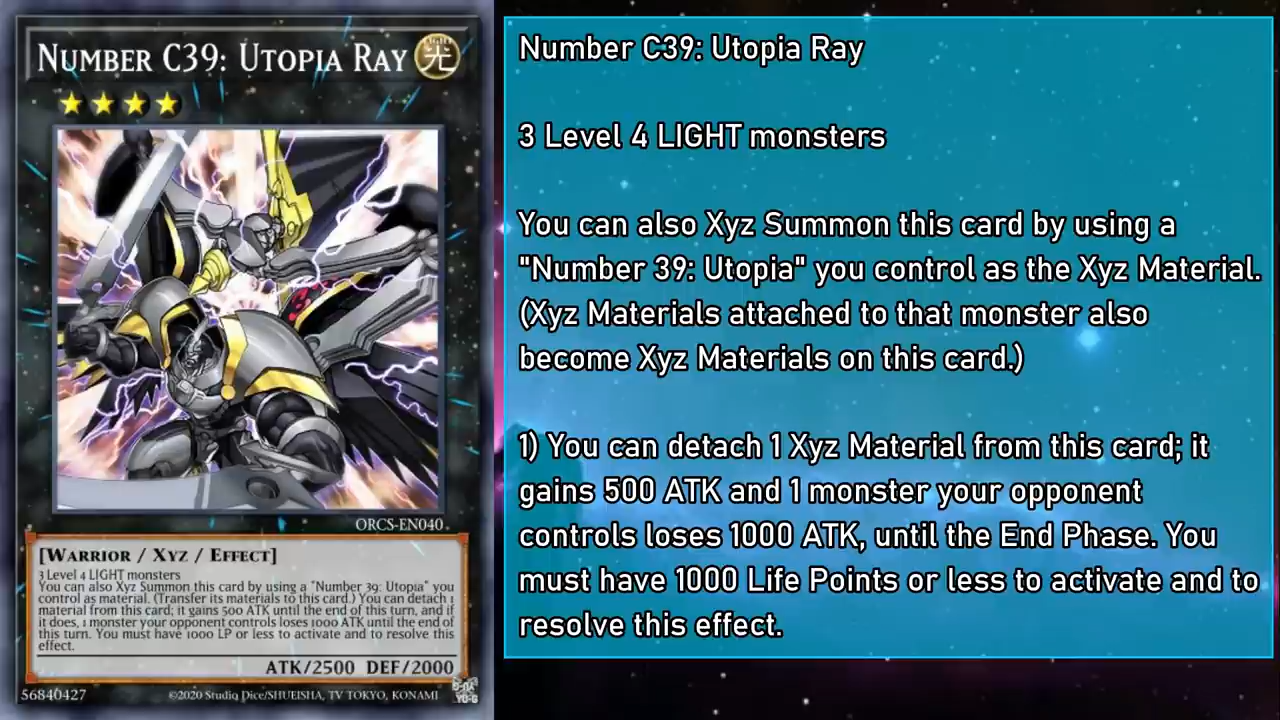 NUMBER C39: UTOPIA RAY
LIGHT
光
ORCS-EN040
[WARRIOR / XYZ / EFFECT]
3 Level 4 LIGHT monsters
You can also Xyz Summon this card by using a "Number 39: Utopia" you
control as material. (Transfer its materials to this card.) You can detach 1
material from this card; it gains 500 ATK until the end of this turn, and if
it does, 1 monster your opponent controls loses 1000 ATK until the end of
this turn. You must have 1000 LP or less to activate and to resolve this
effect.
ATK/2500 DEF/2000
56840427
©2020 Studio Dice/SHUEISHA, TV TOKYO, KONAMI
Number C39: Utopia Ray
3 Level 4 LIGHT monsters
You can also Xyz Summon this card by using a
"Number 39: Utopia" you control as the Xyz Material.
(Xyz Materials attached to that monster also
become Xyz Materials on this card.)
1) You can detach 1 Xyz Material from this card; it
gains 500 ATK and 1 monster your opponent
controls loses 1000 ATK, until the End Phase. You
must have 1000 Life Points or less to activate and to
resolve this effect.